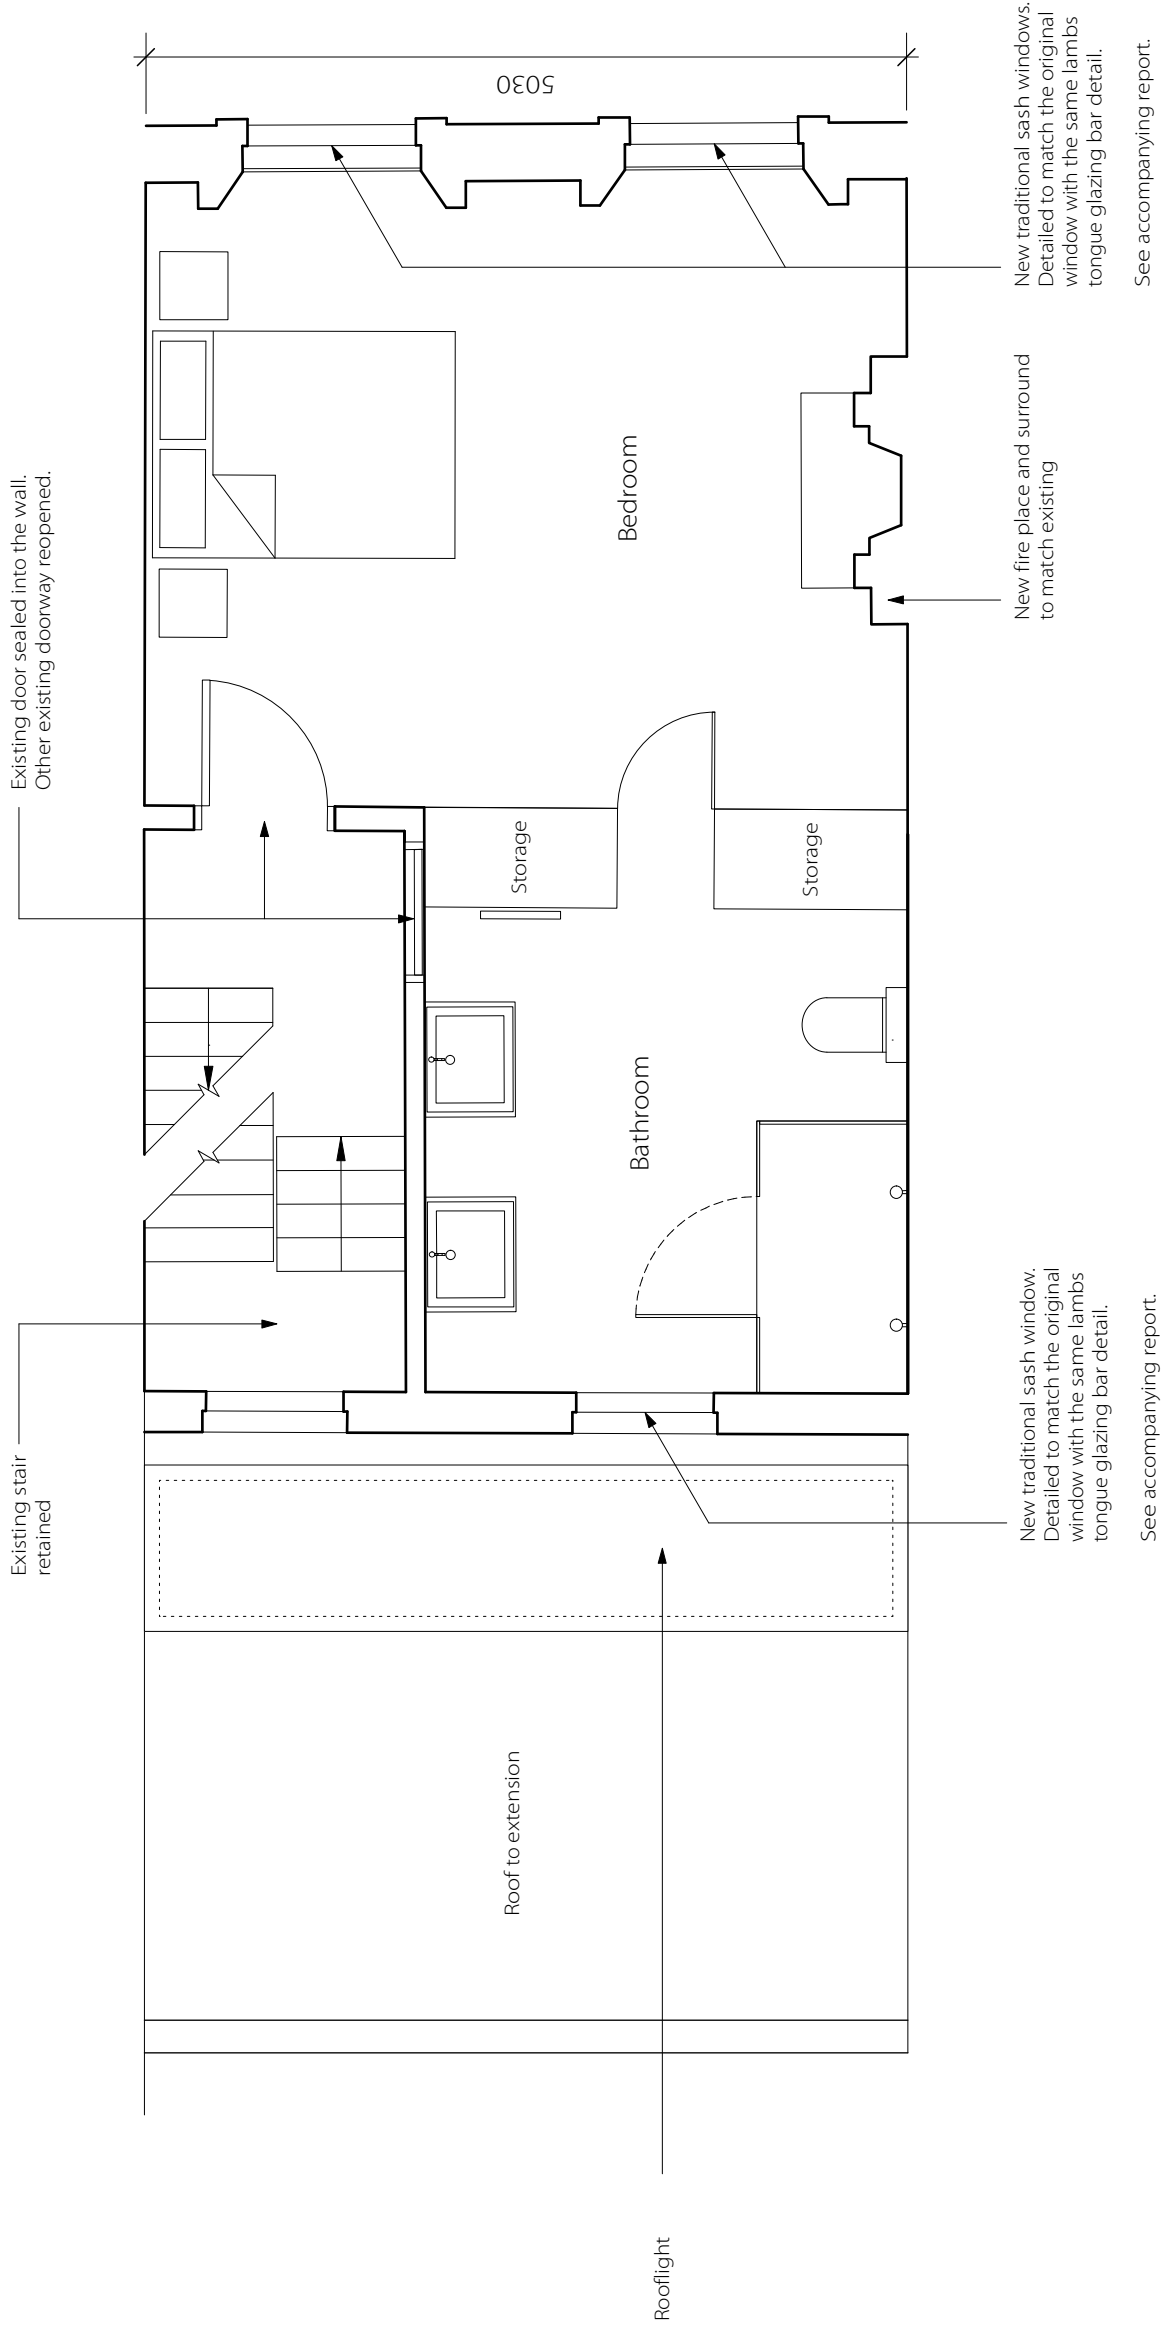 Existing stair
retained
Existing door sealed into the wall.
Other existing doorway reopened.
5030
Rooflight
Roof to extension
Bathroom
Storage
Storage
Bedroom
New traditional sash window.
Detailed to match the original
window with the same lambs
tongue glazing bar detail.
See accompanying report.
New fire place and surround
to match existing
New traditional sash windows.
Detailed to match the original
window with the same lambs
tongue glazing bar detail.
See accompanying report.